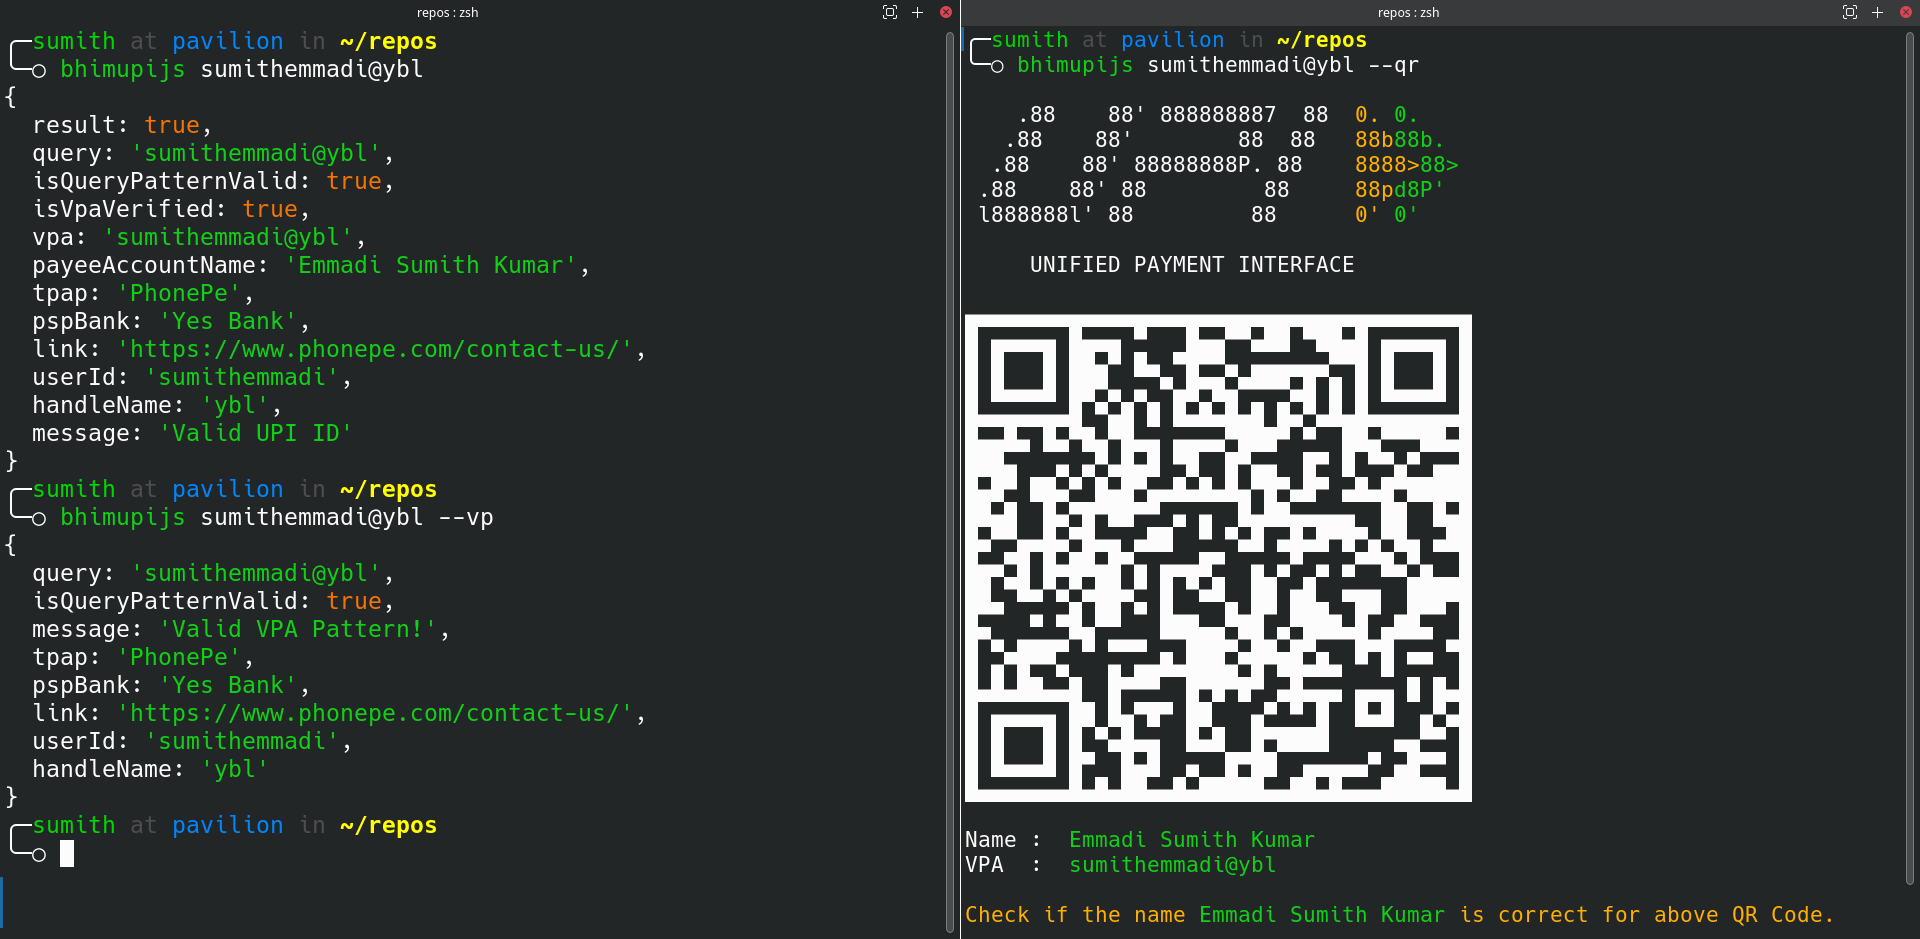 repos : zsh
sumith at pavilion in ~/repos
bhimupijs sumithemmadi@ybl
{
result: true,
query: 'sumithemmadi@ybl',
isQueryPatternValid: true,
isVpaVerified: true,
vpa: 'sumithemmadi@ybl',
payeeAccountName: 'Emmadi Sumith Kumar',
tpap: 'PhonePe',
pspBank: 'Yes Bank',
link: 'https://www.phonepe.com/contact-us/',
userId: 'sumithemmadi',
handleName: 'ybl',
message: 'Valid UPI ID'
}
sumith at pavilion in ~/repos
bhimupijs sumithemmadi@ybl --vp
{
query: 'sumithemmadi@ybl',
isQueryPatternValid: true,
message: 'Valid VPA Pattern!',
tpap: 'PhonePe',
pspBank: 'Yes Bank',
link: 'https://www.phonepe.com/contact-us/',
userId: 'sumithemmadi',
handleName: 'ybl'
}
sumith at pavilion in ~/repos
repos : zsh
sumith at pavilion in ~/repos
bhimupijs sumithemmadi@ybl --qr
.88    88' 888888887  88  0. 0.
.88    88'        88  88   88b88b.
.88    88' 88888888P. 88    8888>88>
.88    88' 88         88     88pd8P'
l888888l' 88         88      0' 0'
UNIFIED PAYMENT INTERFACE
Name :  Emmadi Sumith Kumar
VPA  :  sumithemmadi@ybl
Check if the name Emmadi Sumith Kumar is correct for above QR Code.